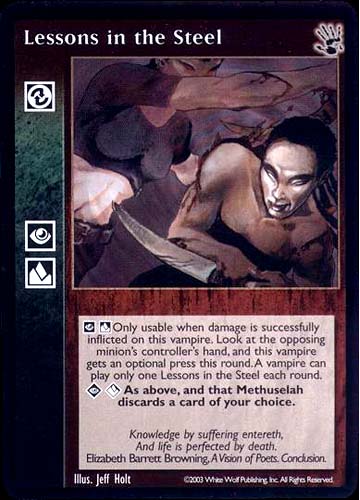 Lessons in the Steel
Only usable when damage is successfully
inflicted on this vampire. Look at the opposing
minion's controller's hand, and this vampire
gets an optional press this round. A vampire can
play only one Lessons in the Steel each round.
As above, and that Methuselah
discards a card of your choice.
Knowledge by suffering entereth,
And life is perfected by death.
Elizabeth Barrett Browning, A Vision of Poets. Conclusion.
Illus. Jeff Holt
©2003 White Wolf Publishing, Inc. All Rights Reserved.